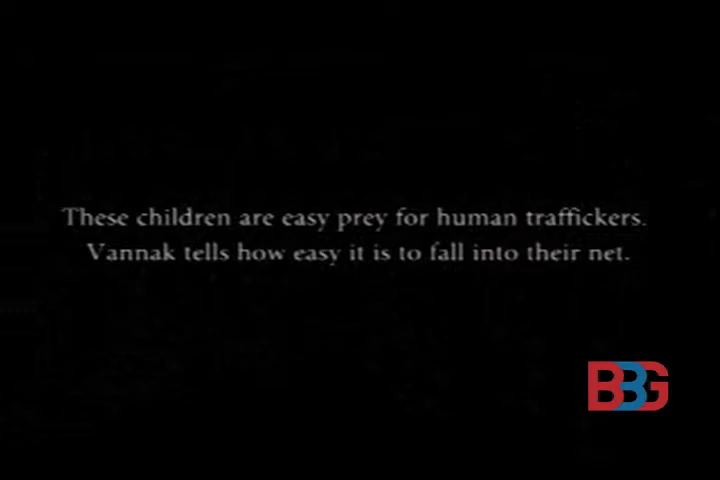 These children are easy prey for human traffickers.
Vannak tells how easy it is to fall into their net.
BBG